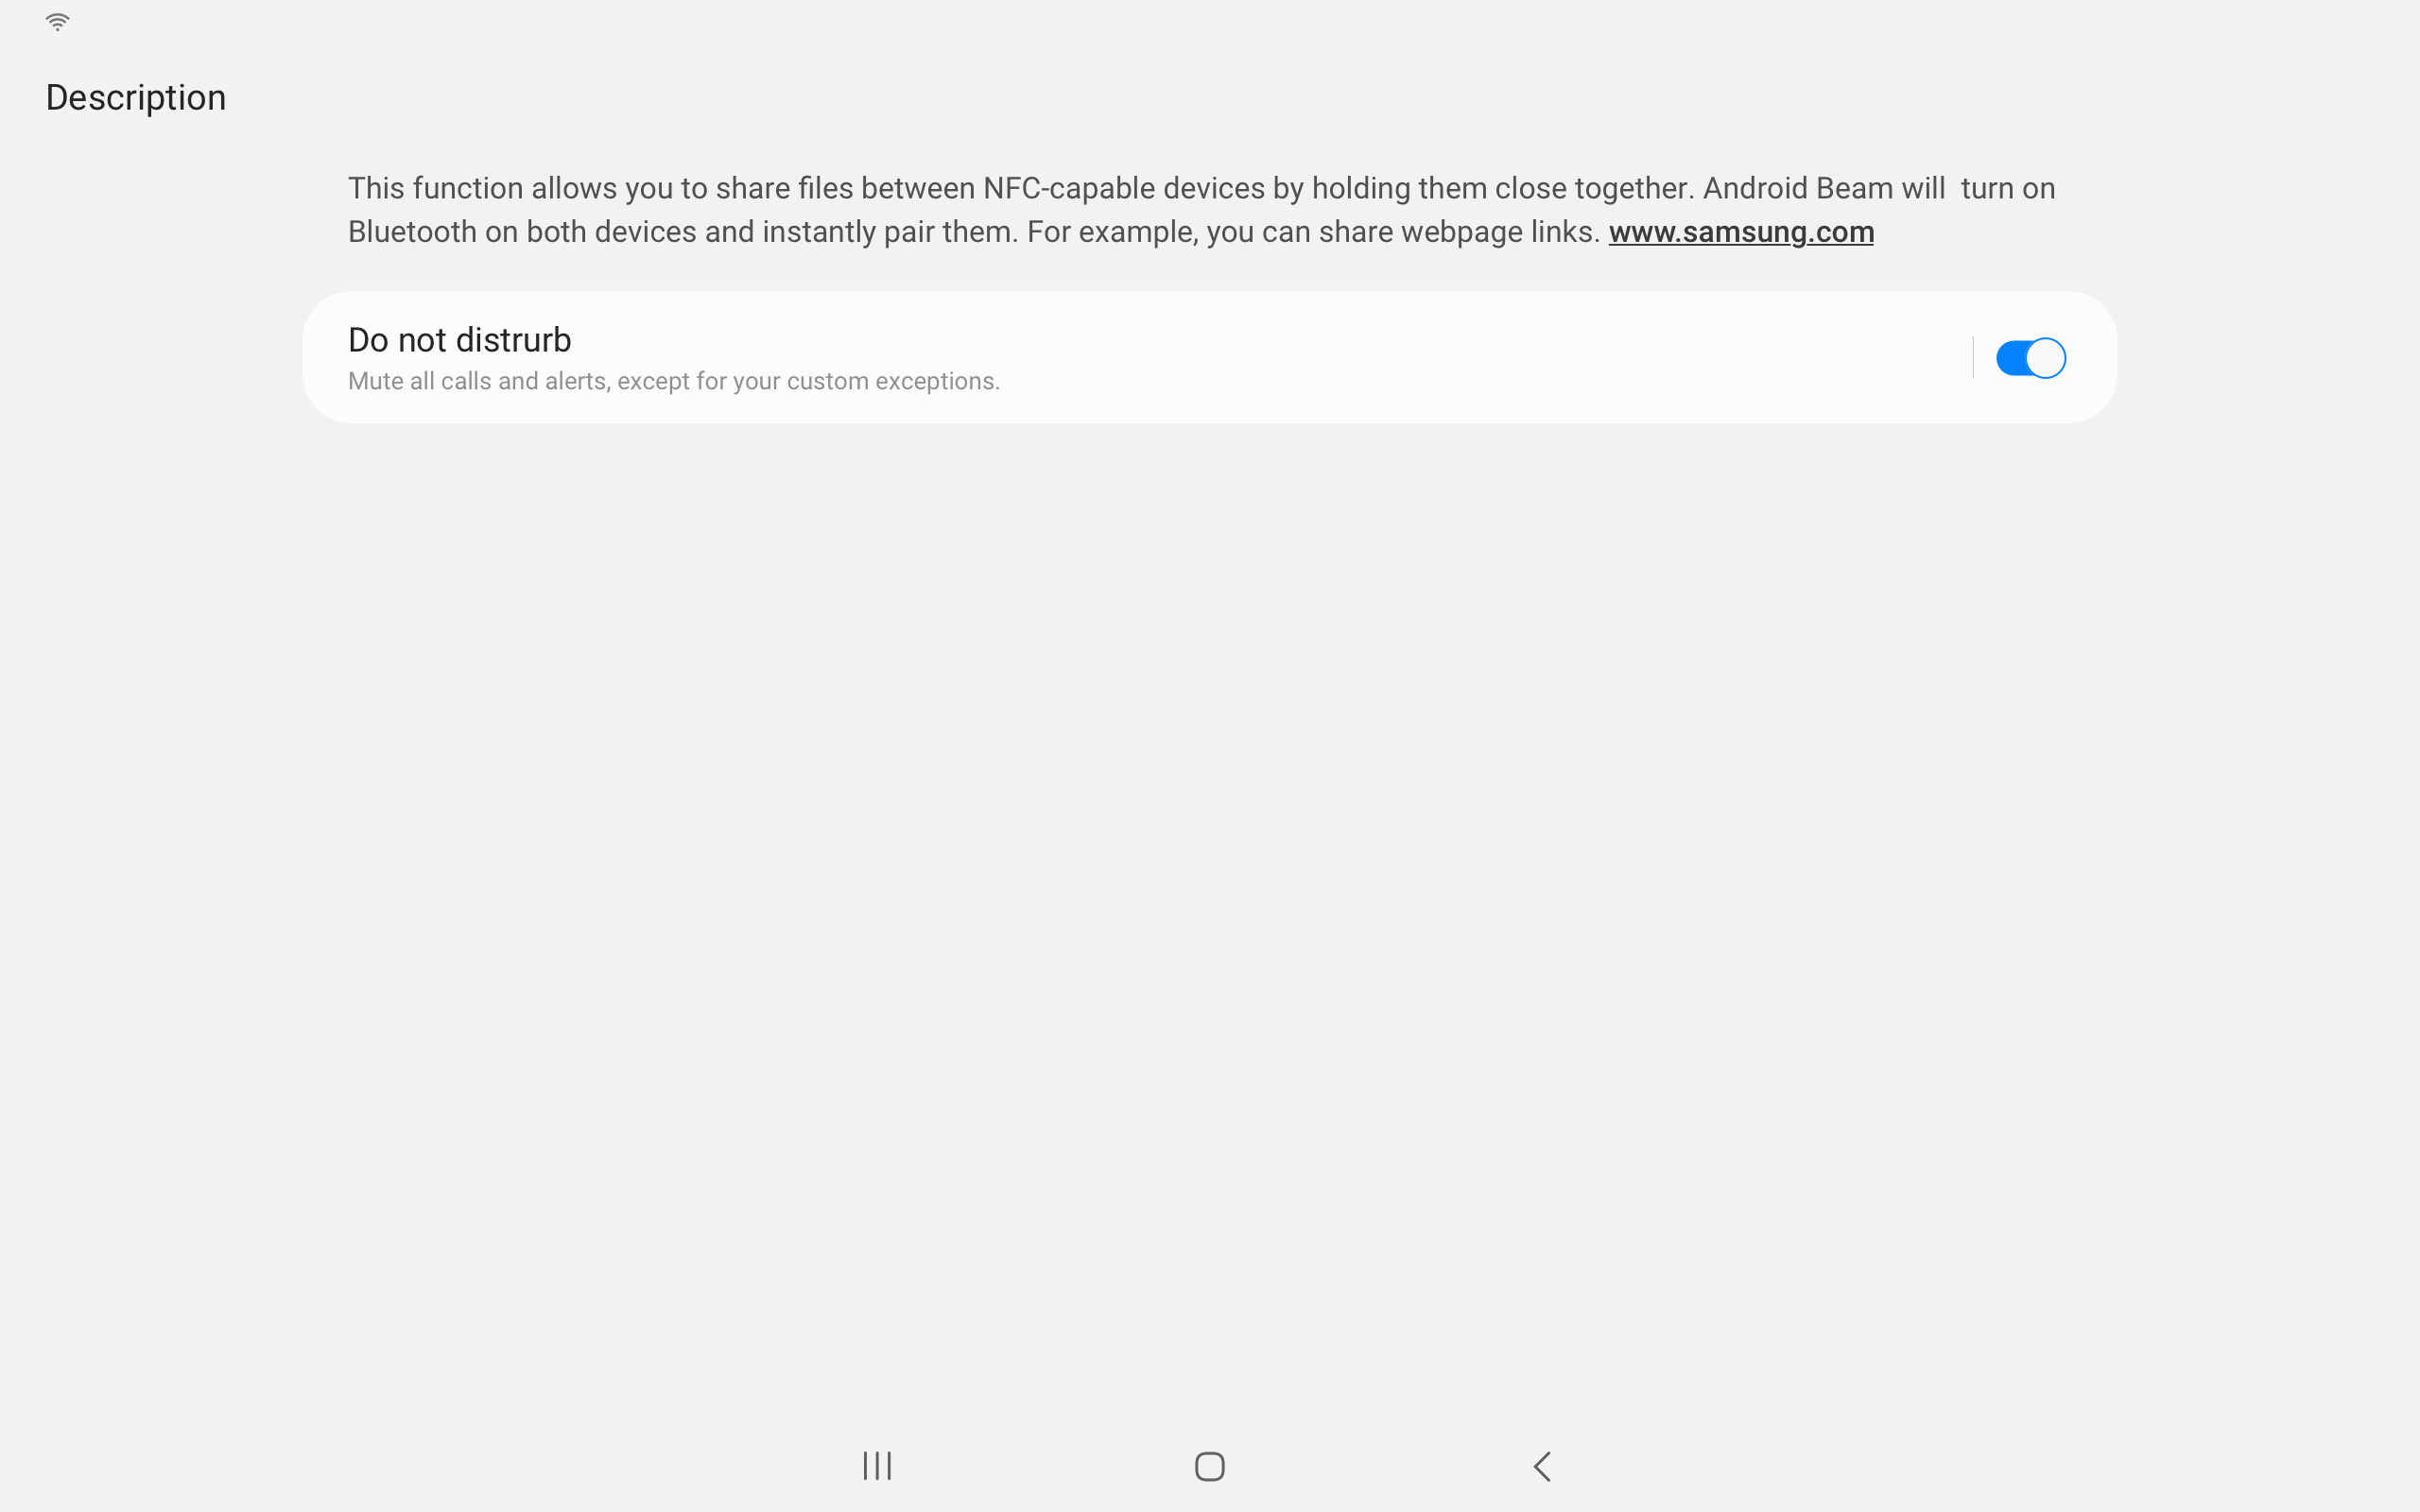 Description
This function allows you to share files between NFC-capable devices by holding them close together. Android Beam will  turn on
Bluetooth on both devices and instantly pair them. For example, you can share webpage links. www.samsung.com
Do not distrurb
Mute all calls and alerts, except for your custom exceptions.